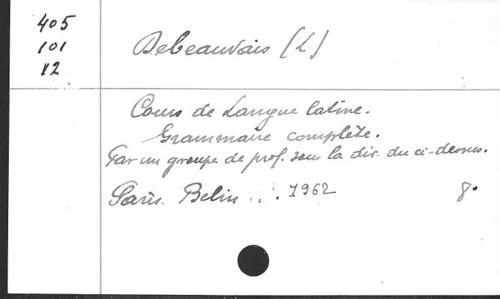 405
101
12
Debeauvais (L.)
Cours de Langue latine.
Grammaire complète.
Par un groupe de prof. sous la dir. du ci-dessus.
Paris. Belin ... 1962 8°